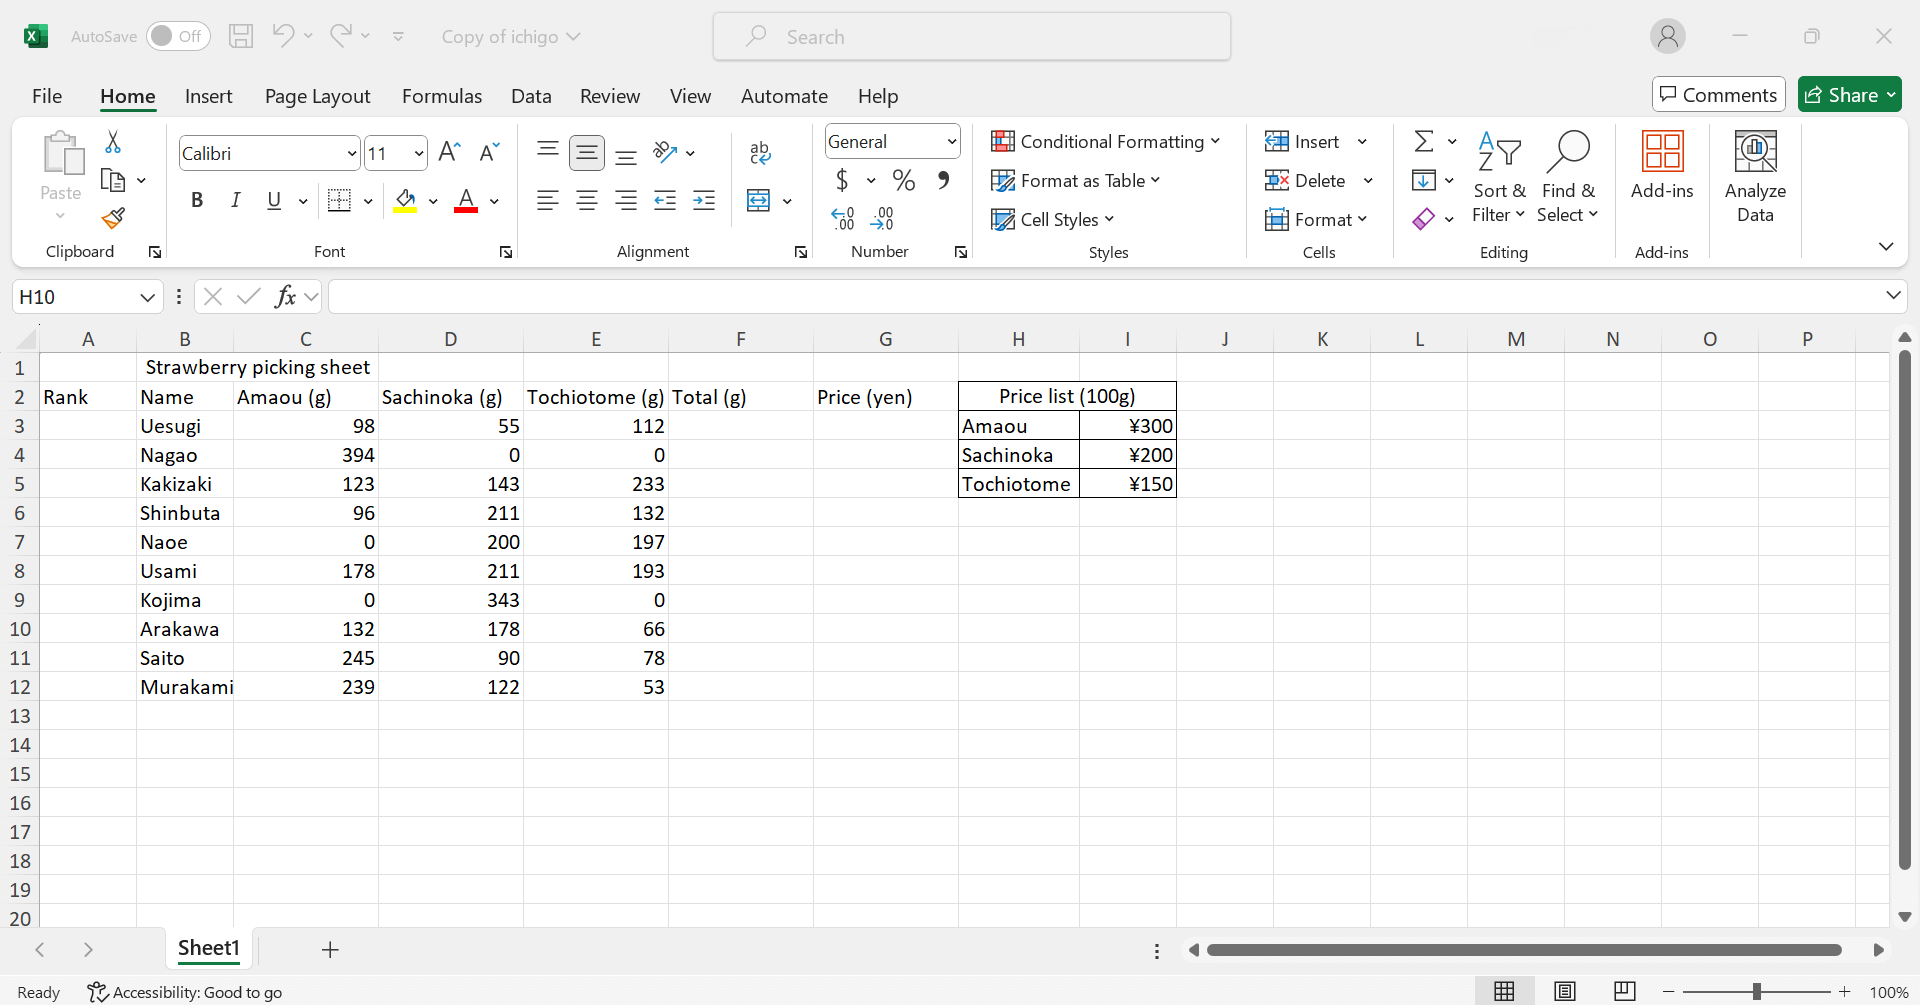 AutoSave Off Copy of ichigo Search
File Home Insert Page Layout Formulas Data Review View Automate Help Comments Share
Paste Calibri 11 General Conditional Formatting Insert
Format as Table Delete Sort & Filter Find & Select Add-ins Analyze Data
Cell Styles Format
Clipboard Font Alignment Number Styles Cells Editing Add-ins
H10 fx
A B C D E F G H I J K L M N O P
1 Strawberry picking sheet
2 Rank Name Amaou (g) Sachinoka (g) Tochiotome (g) Total (g) Price (yen) Price list (100g)
3 Uesugi 98 55 112 Amaou ¥300
4 Nagao 394 0 0 Sachinoka ¥200
5 Kakizaki 123 143 233 Tochiotome ¥150
6 Shinbuta 96 211 132
7 Naoe 0 200 197
8 Usami 178 211 193
9 Kojima 0 343 0
10 Arakawa 132 178 66
11 Saito 245 90 78
12 Murakami 239 122 53
13
14
15
16
17
18
19
20
Sheet1
Ready Accessibility: Good to go 100%